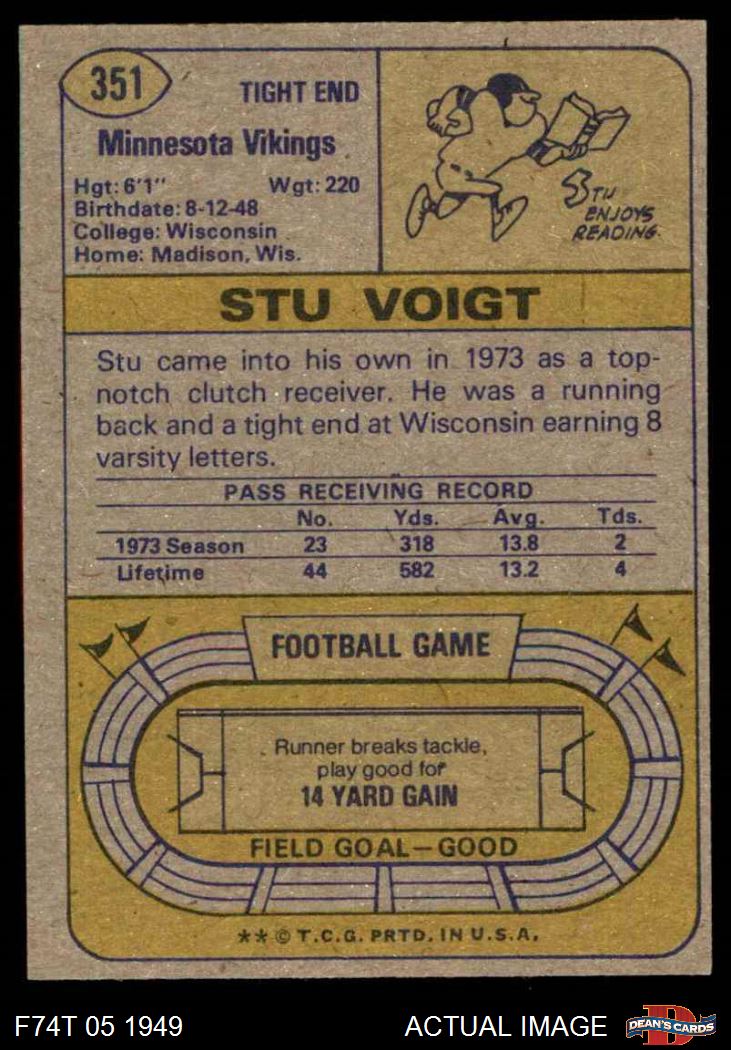 351
TIGHT END
Minnesota Vikings
Hgt: 6'1" Wgt: 220
Birthdate: 8-12-48
College: Wisconsin
Home: Madison, Wis.
STU
ENJOYS
READING.
STU VOIGT
Stu came into his own in 1973 as a top-
notch clutch receiver. He was a running
back and a tight end at Wisconsin earning 8
varsity letters.
PASS RECEIVING RECORD
No. Yds. Avg. Tds.
1973 Season 23 318 13.8 2
Lifetime 44 582 13.2 4
FOOTBALL GAME
Runner breaks tackle,
play good for
14 YARD GAIN
FIELD GOAL—GOOD
** © T.C.G. PRTD. IN U.S.A.
F74T 05 1949 ACTUAL IMAGE
D
DEAN'S CARDS